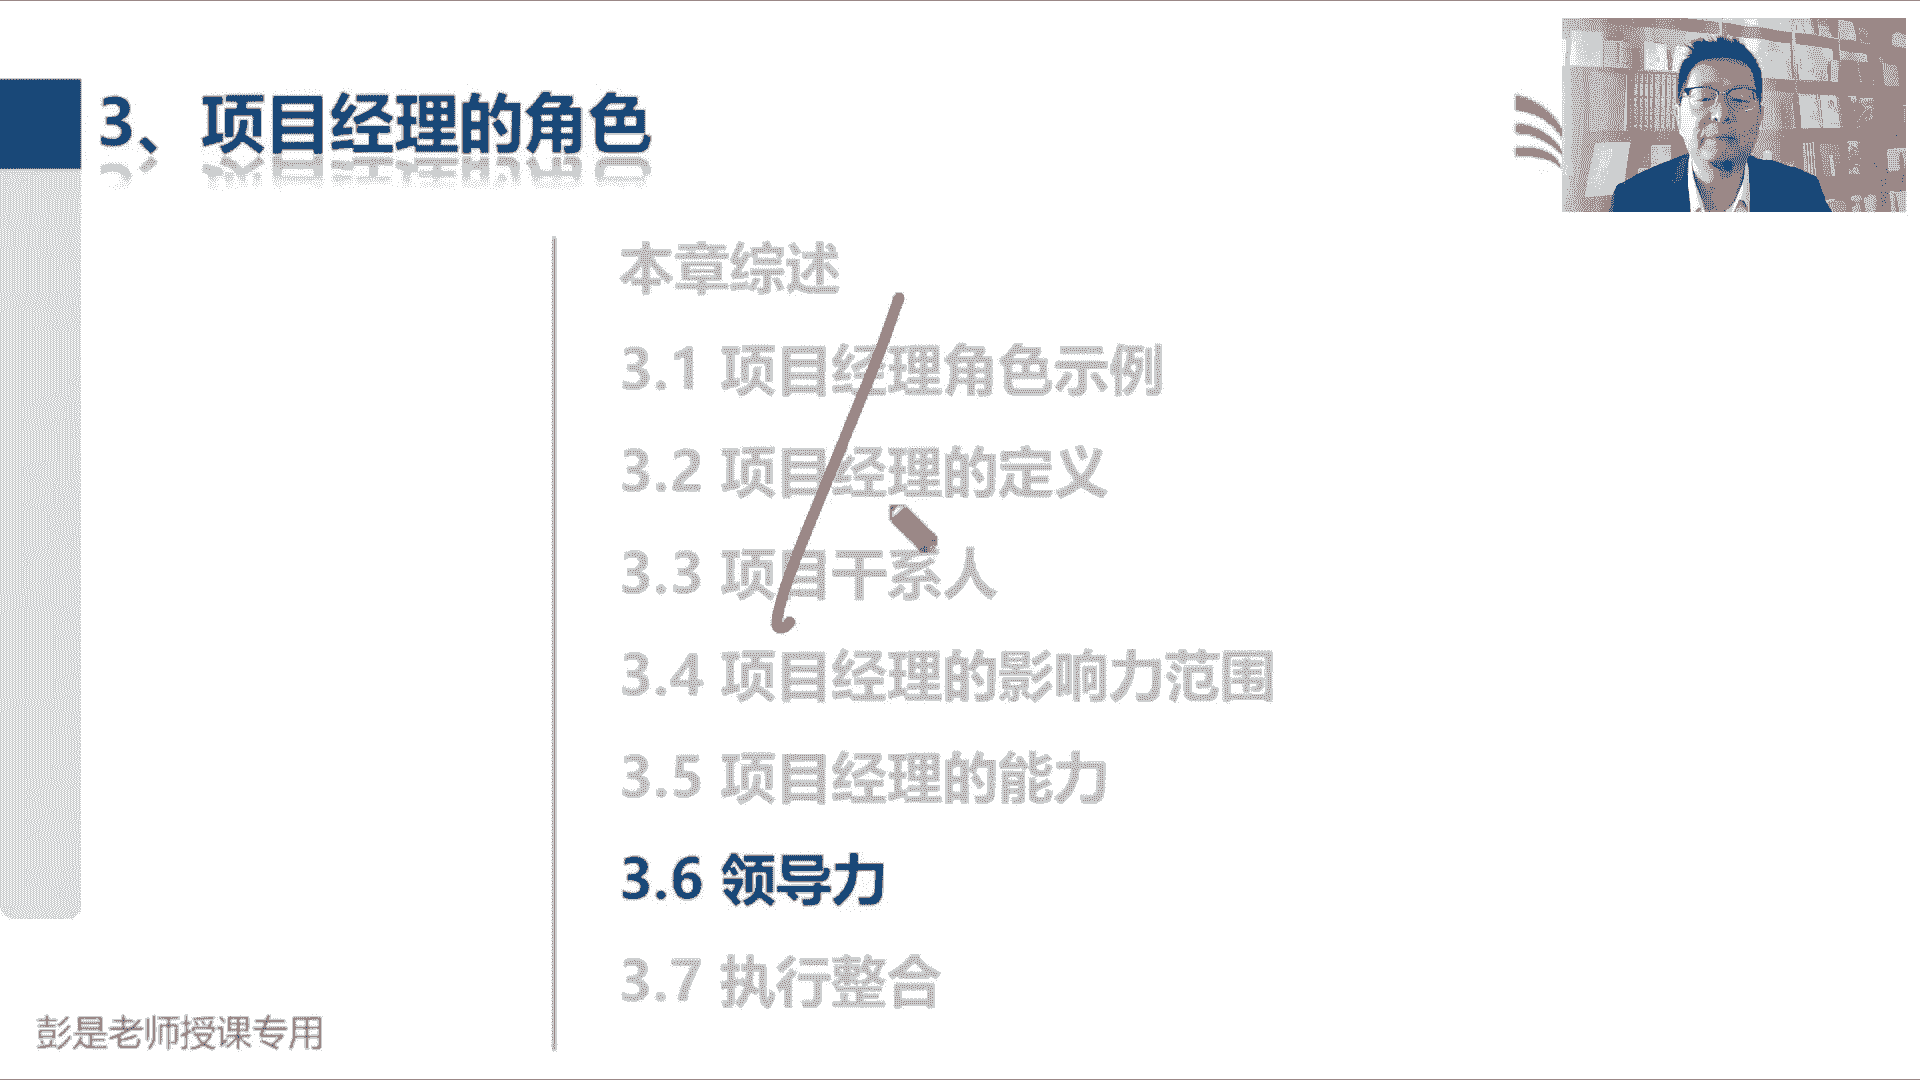 3、项目经理的角色
本章综述
3.1 项目经理角色示例
3.2 项目经理的定义
3.3 项目干系人
3.4 项目经理的影响力范围
3.5 项目经理的能力
3.6 领导力
3.7 执行整合
彭是老师授课专用